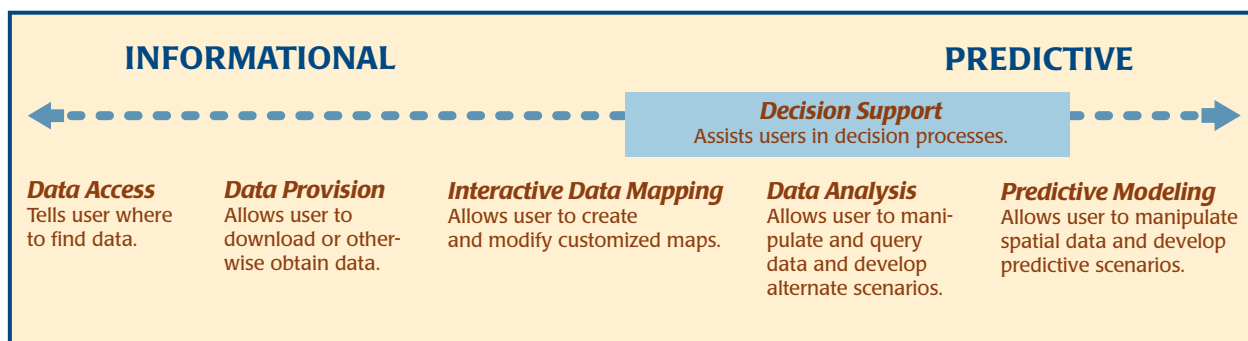 INFORMATIONAL
PREDICTIVE
Decision Support
Assists users in decision processes.
Data Access
Tells user where
to find data.
Data Provision
Allows user to
download or other-
wise obtain data.
Interactive Data Mapping
Allows user to create
and modify customized maps.
Data Analysis
Allows user to mani-
pulate and query
data and develop
alternate scenarios.
Predictive Modeling
Allows user to manipulate
spatial data and develop
predictive scenarios.